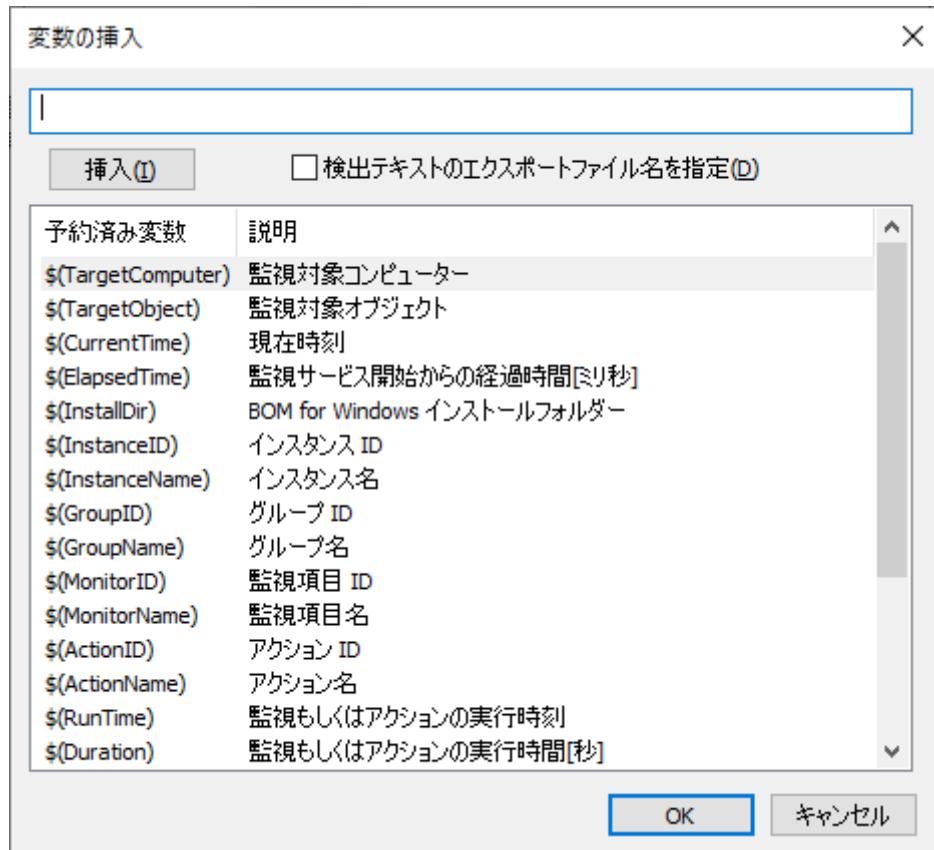 変数の挿入
挿入(I) 検出テキストのエクスポートファイル名を指定(D)
予約済み変数 説明
$(TargetComputer) 監視対象コンピューター
$(TargetObject) 監視対象オブジェクト
$(CurrentTime) 現在時刻
$(ElapsedTime) 監視サービス開始からの経過時間[ミリ秒]
$(InstallDir) BOM for Windows インストールフォルダー
$(InstanceID) インスタンス ID
$(InstanceName) インスタンス名
$(GroupID) グループ ID
$(GroupName) グループ名
$(MonitorID) 監視項目 ID
$(MonitorName) 監視項目名
$(ActionID) アクション ID
$(ActionName) アクション名
$(RunTime) 監視もしくはアクションの実行時刻
$(Duration) 監視もしくはアクションの実行時間[秒]
OK キャンセル